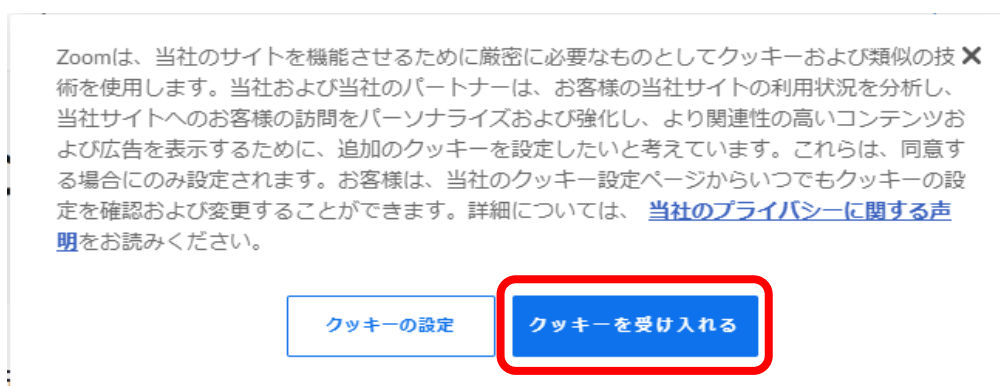 Zoomは、当社のサイトを機能させるために厳密に必要なものとしてクッキーおよび類似の技
術を使用します。当社および当社のパートナーは、お客様の当社サイトの利用状況を分析し、
当社サイトへのお客様の訪問をパーソナライズおよび強化し、より関連性の高いコンテンツお
よび広告を表示するために、追加のクッキーを設定したいと考えています。これらは、同意す
る場合にのみ設定されます。お客様は、当社のクッキー設定ページからいつでもクッキーの設
定を確認および変更することができます。詳細については、 当社のプライバシーに関する声
明をお読みください。
クッキーの設定
クッキーを受け入れる